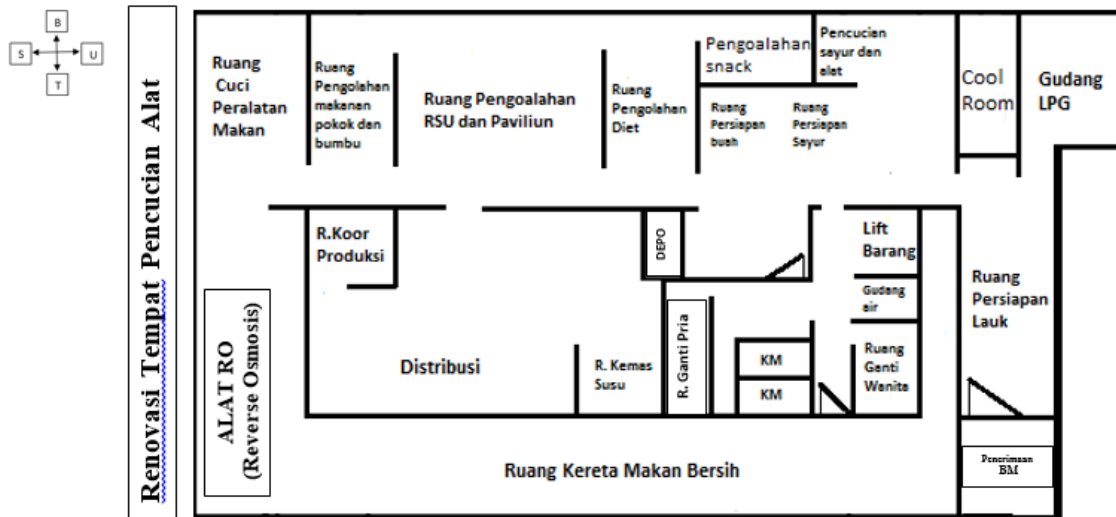 B
S
U
T
Renovasi Tempat Pencucian Alat
Ruang
Cuci
Peralatan
Makan
Ruang
Pengolahan
makanan
pokok dan
bumbu
Ruang Pengoalahan
RSU dan Paviliun
Ruang
Pengolahan
Diet
Pengoalahan
snack
Pencucian
sayur dan
alat
Ruang
Persiapan
buah
Ruang
Persiapan
Sayur
Cool
Room
Gudang
LPG
R.Koor
Produksi
DEPO
Lift
Barang
Gudang
air
Ruang
Persiapan
Lauk
ALAT RO
(Reverse Osmosis)
Distribusi
R. Kemas
Susu
R. Ganti Pria
KM
KM
Ruang
Ganti
Wanita
Ruang Kereta Makan Bersih
Penerimaan
BM